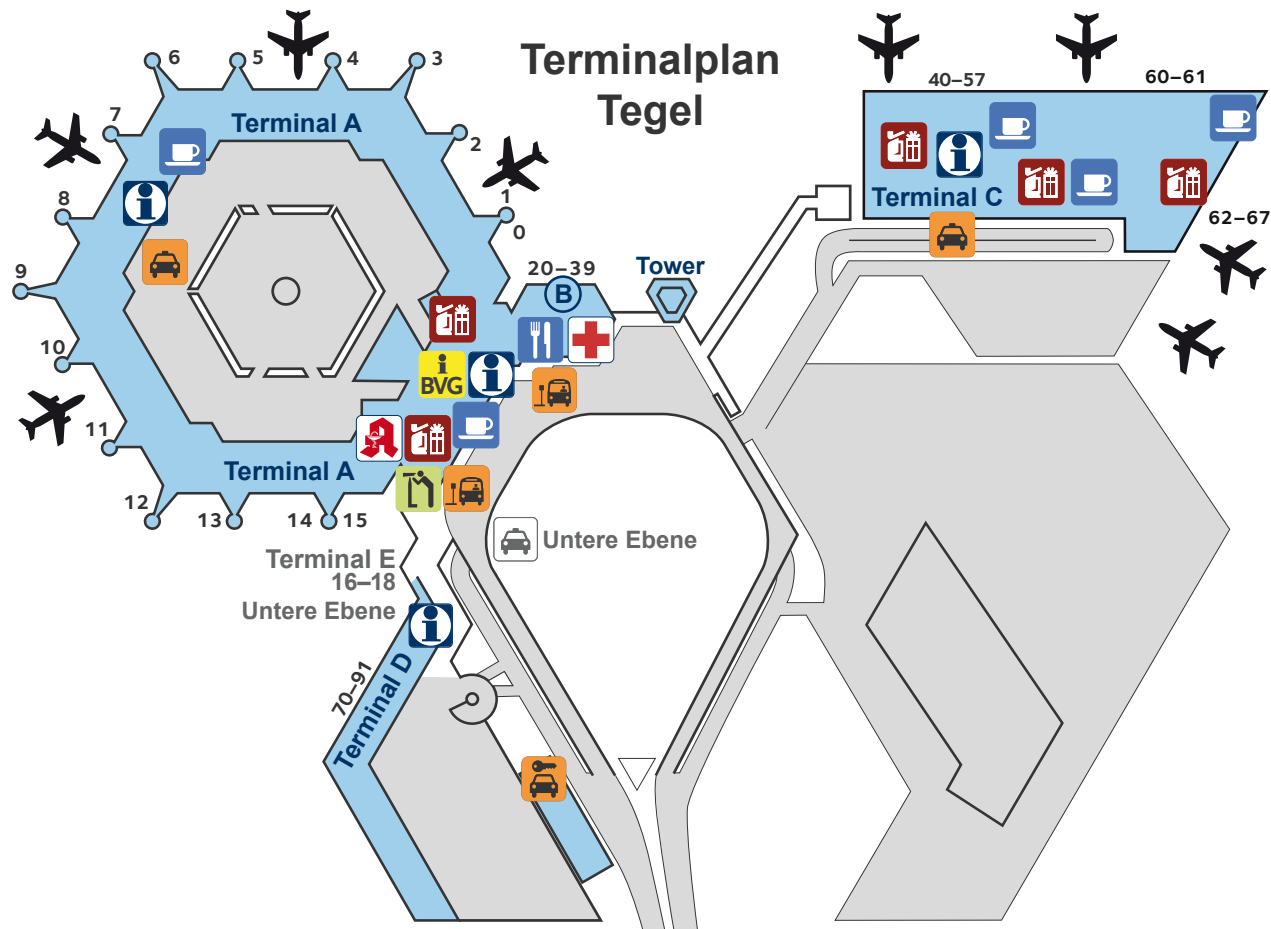 Terminalplan
Tegel
6
5
4
3
40–57
60–61
7
Terminal A
2
8
1
0
Terminal C
62–67
9
20–39
B
Tower
10
i
BVG
11
Terminal A
12
13
14
15
Terminal E
16–18
Untere Ebene
Untere Ebene
70–91
Terminal D